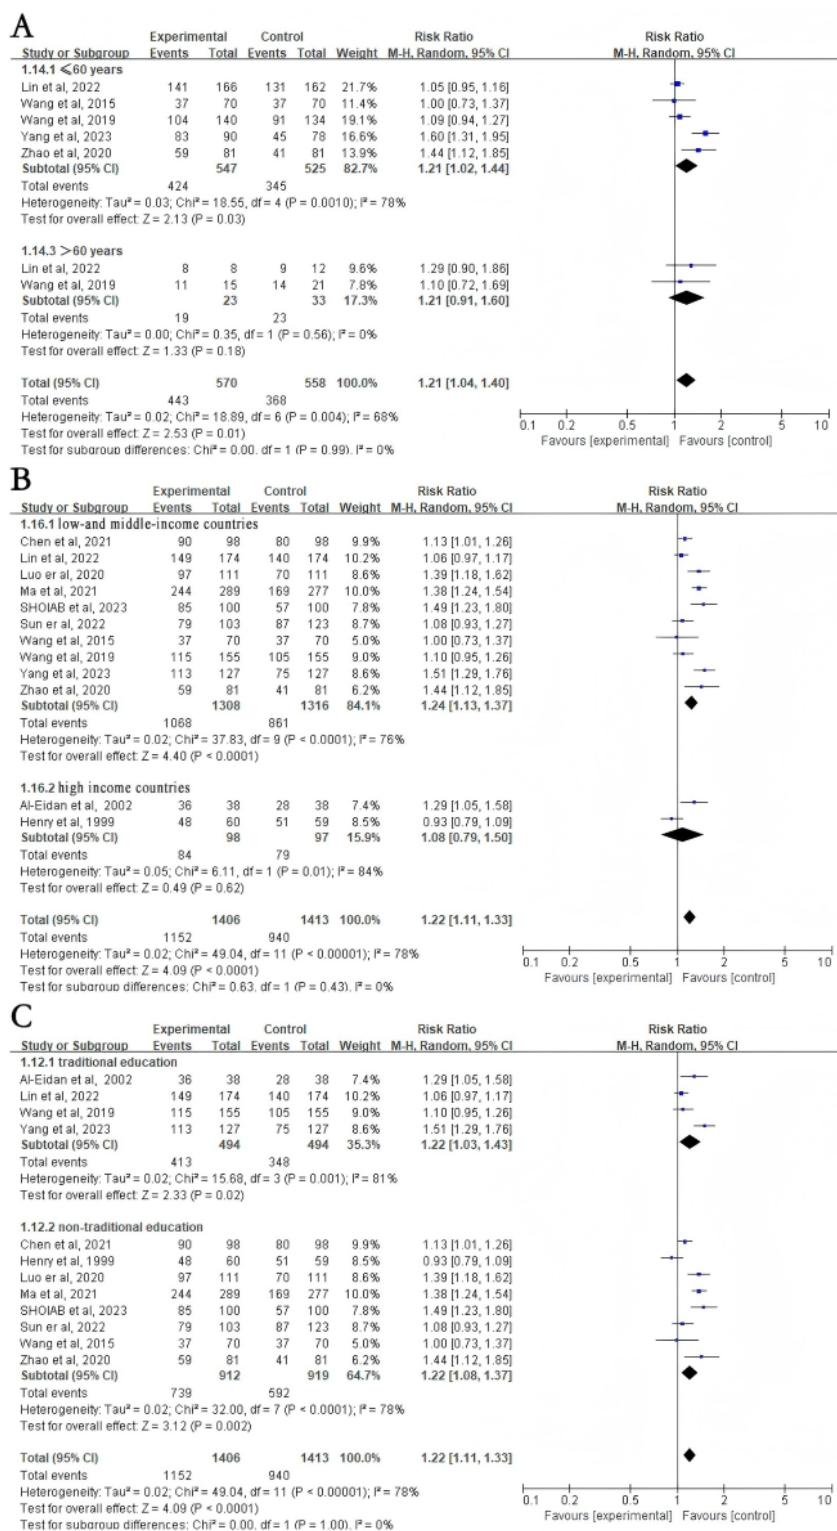 A
Experimental Control Risk Ratio Risk Ratio
Study or Subgroup Events Total Events Total Weight M-H, Random, 95% CI M-H, Random, 95% CI
1.14.1 ⩽60 years
Lin et al, 2022 141 166 131 162 21.7% 1.05 [0.95, 1.16]
Wang et al, 2015 37 70 37 70 11.4% 1.00 [0.73, 1.37]
Wang et al, 2019 104 140 91 134 19.1% 1.09 [0.94, 1.27]
Yang et al, 2023 83 90 45 78 16.6% 1.60 [1.31, 1.95]
Zhao et al, 2020 59 81 41 81 13.9% 1.44 [1.12, 1.85]
Subtotal (95% CI) 547 525 82.7% 1.21 [1.02, 1.44]
Total events 424 345
Heterogeneity: Tau² = 0.03; Chi² = 18.55, df = 4 (P = 0.0010); I² = 78%
Test for overall effect: Z = 2.13 (P = 0.03)
1.14.3 >60 years
Lin et al, 2022 8 8 9 12 9.6% 1.29 [0.90, 1.86]
Wang et al, 2019 11 15 14 21 7.8% 1.10 [0.72, 1.69]
Subtotal (95% CI) 23 33 17.3% 1.21 [0.91, 1.60]
Total events 19 23
Heterogeneity: Tau² = 0.00; Chi² = 0.35, df = 1 (P = 0.56); I² = 0%
Test for overall effect: Z = 1.33 (P = 0.18)
Total (95% CI) 570 558 100.0% 1.21 [1.04, 1.40]
Total events 443 368
Heterogeneity: Tau² = 0.02; Chi² = 18.89, df = 6 (P = 0.004); I² = 68%
Test for overall effect: Z = 2.53 (P = 0.01)
Test for subgroup differences: Chi² = 0.00, df = 1 (P = 0.99), I² = 0%
0.1 0.2 0.5 1 2 5 10
Favours [experimental] Favours [control]
B
Experimental Control Risk Ratio Risk Ratio
Study or Subgroup Events Total Events Total Weight M-H, Random, 95% CI M-H, Random, 95% CI
1.16.1 low-and middle-income countries
Chen et al, 2021 90 98 80 98 9.9% 1.13 [1.01, 1.26]
Lin et al, 2022 149 174 140 174 10.2% 1.06 [0.97, 1.17]
Luo er al, 2020 97 111 70 111 8.6% 1.39 [1.18, 1.62]
Ma et al, 2021 244 289 169 277 10.0% 1.38 [1.24, 1.54]
SHOIAB et al, 2023 85 100 57 100 7.8% 1.49 [1.23, 1.80]
Sun er al, 2022 79 103 87 123 8.6% 1.08 [0.93, 1.27]
Wang et al, 2015 37 70 37 70 5.0% 1.00 [0.73, 1.37]
Wang et al, 2019 115 155 105 155 9.0% 1.10 [0.95, 1.26]
Yang et al, 2023 113 127 75 127 8.6% 1.51 [1.29, 1.76]
Zhao et al, 2020 59 81 41 81 6.2% 1.44 [1.12, 1.85]
Subtotal (95% CI) 1308 1316 84.1% 1.24 [1.13, 1.37]
Total events 1068 861
Heterogeneity: Tau² = 0.02; Chi² = 37.83, df = 9 (P < 0.0001); I² = 76%
Test for overall effect: Z = 4.40 (P < 0.0001)
1.16.2 high income countries
Al-Eidan et al, 2002 36 38 28 38 7.4% 1.29 [1.05, 1.58]
Henry et al, 1999 48 60 51 59 8.5% 0.93 [0.79, 1.09]
Subtotal (95% CI) 98 97 15.9% 1.08 [0.79, 1.50]
Total events 84 79
Heterogeneity: Tau² = 0.05; Chi² = 6.11, df = 1 (P = 0.01); I² = 84%
Test for overall effect: Z = 0.49 (P = 0.62)
Total (95% CI) 1406 1413 100.0% 1.22 [1.11, 1.33]
Total events 1152 940
Heterogeneity: Tau² = 0.02; Chi² = 49.04, df = 11 (P < 0.00001); I² = 78%
Test for overall effect: Z = 4.09 (P < 0.0001)
Test for subgroup differences: Chi² = 0.63, df = 1 (P = 0.43), I² = 0%
0.1 0.2 0.5 1 2 5 10
Favours [experimental] Favours [control]
C
Experimental Control Risk Ratio Risk Ratio
Study or Subgroup Events Total Events Total Weight M-H, Random, 95% CI M-H, Random, 95% CI
1.12.1 traditional education
Al-Eidan et al, 2002 36 38 28 38 7.4% 1.29 [1.05, 1.58]
Lin et al, 2022 149 174 140 174 10.2% 1.06 [0.97, 1.17]
Wang et al, 2019 115 155 105 155 9.0% 1.10 [0.95, 1.26]
Yang et al, 2023 113 127 75 127 8.6% 1.51 [1.29, 1.76]
Subtotal (95% CI) 494 494 35.3% 1.22 [1.03, 1.43]
Total events 413 348
Heterogeneity: Tau² = 0.02; Chi² = 15.68, df = 3 (P = 0.001); I² = 81%
Test for overall effect: Z = 2.33 (P = 0.02)
1.12.2 non-traditional education
Chen et al, 2021 90 98 80 98 9.9% 1.13 [1.01, 1.26]
Henry et al, 1999 48 60 51 59 8.5% 0.93 [0.79, 1.09]
Luo er al, 2020 97 111 70 111 8.6% 1.39 [1.18, 1.62]
Ma et al, 2021 244 289 169 277 10.0% 1.38 [1.24, 1.54]
SHOIAB et al, 2023 85 100 57 100 7.8% 1.49 [1.23, 1.80]
Sun er al, 2022 79 103 87 123 8.6% 1.08 [0.93, 1.27]
Wang et al, 2015 37 70 37 70 5.0% 1.00 [0.73, 1.37]
Zhao et al, 2020 59 81 41 81 6.2% 1.44 [1.12, 1.85]
Subtotal (95% CI) 912 919 64.7% 1.22 [1.08, 1.37]
Total events 739 592
Heterogeneity: Tau² = 0.02; Chi² = 32.00, df = 7 (P < 0.0001); I² = 78%
Test for overall effect: Z = 3.12 (P = 0.002)
Total (95% CI) 1406 1413 100.0% 1.22 [1.11, 1.33]
Total events 1152 940
Heterogeneity: Tau² = 0.02; Chi² = 49.04, df = 11 (P < 0.00001); I² = 78%
Test for overall effect: Z = 4.09 (P < 0.0001)
Test for subgroup differences: Chi² = 0.00, df = 1 (P = 1.00), I² = 0%
0.1 0.2 0.5 1 2 5 10
Favours [experimental] Favours [control]